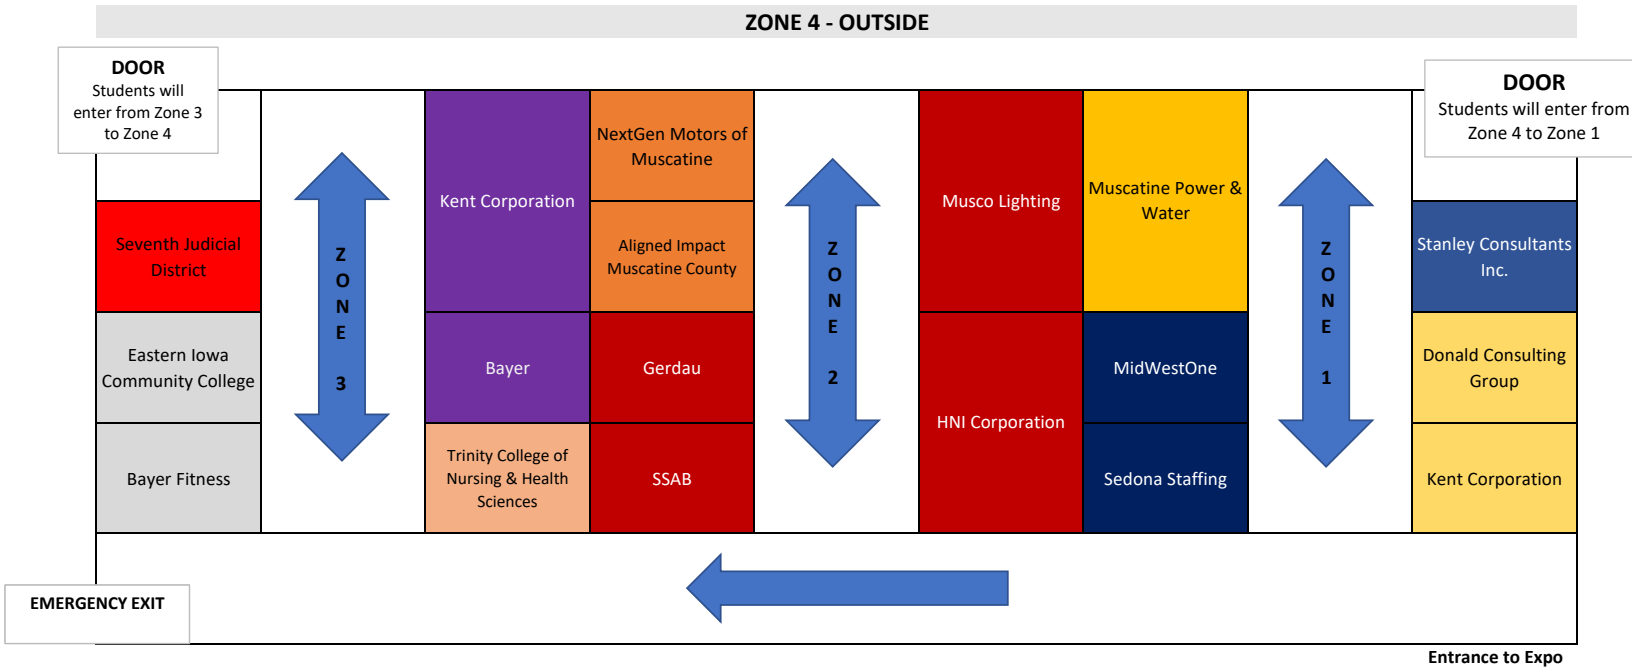 ZONE 4 - OUTSIDE
DOOR
Students will
enter from Zone 3
to Zone 4
DOOR
Students will enter from
Zone 4 to Zone 1
Seventh Judicial
District
Eastern Iowa
Community College
Bayer Fitness
ZONE 3
Kent Corporation
Bayer
Trinity College of
Nursing & Health
Sciences
NextGen Motors of
Muscatine
Aligned Impact
Muscatine County
Gerdau
SSAB
ZONE 2
Musco Lighting
HNI Corporation
Muscatine Power &
Water
MidWestOne
Sedona Staffing
ZONE 1
Stanley Consultants
Inc.
Donald Consulting
Group
Kent Corporation
EMERGENCY EXIT
Entrance to Expo